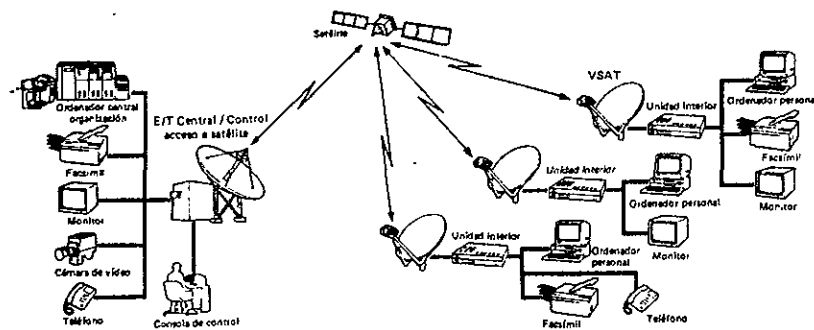 Satélite
Ordenador central
organización
Facsímil
Monitor
Cámara de vídeo
Teléfono
E/T Central / Control
acceso a satélite
Consola de control
VSAT
Unidad Interior
Ordenador personal
Facsímil
Monitor
Unidad interior
Ordenador personal
Monitor
Unidad interior
Ordenador
personal
Facsímil
Teléfono